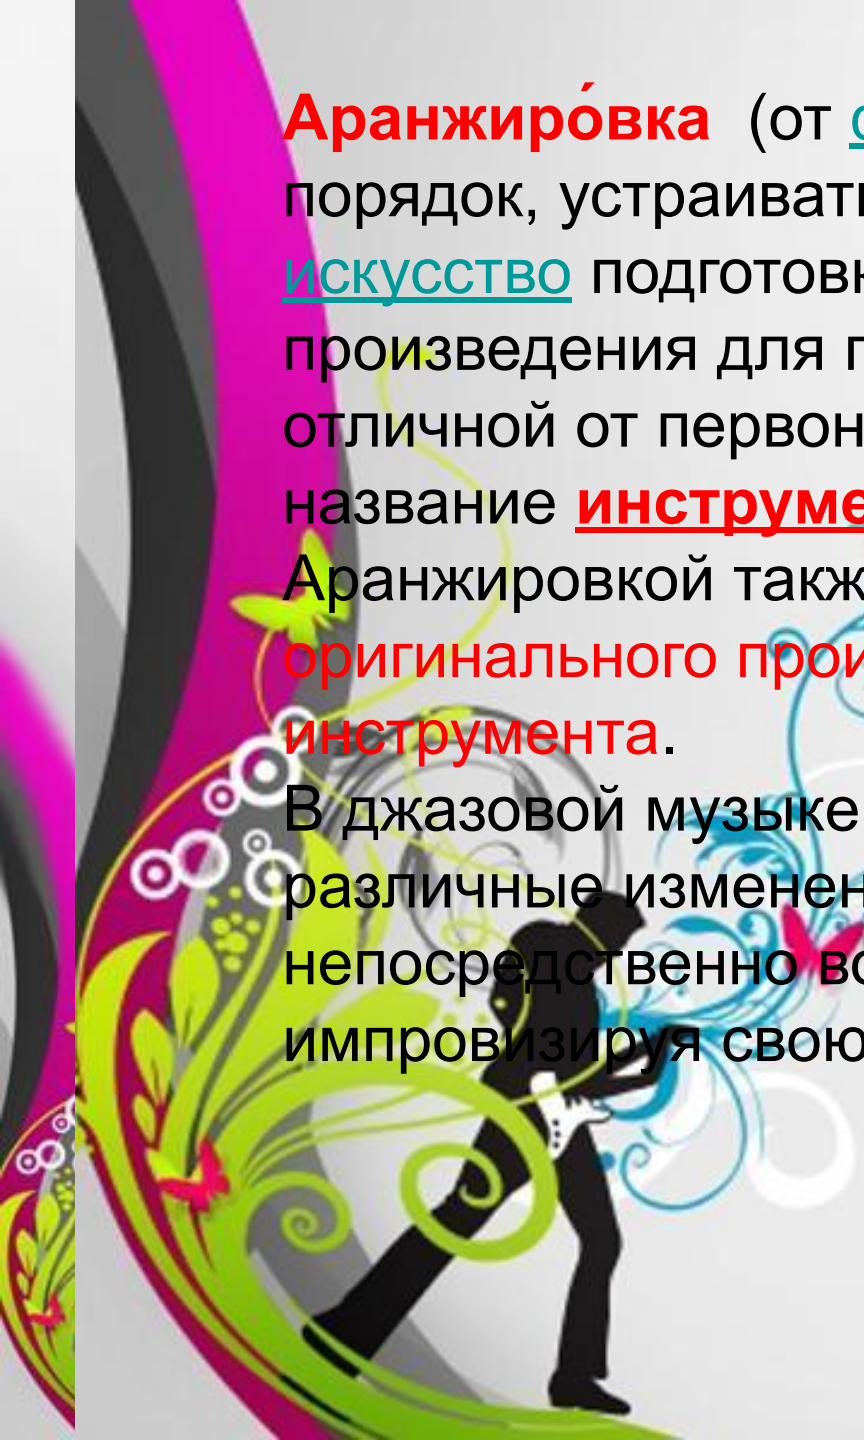 Аранжиро́вка (от
порядок, устраиват
искусство подготов
произведения для
отличной от первон
название инструме
Аранжировкой такж
оригинального прои
инструмента.
В джазовой музыке
различные изменен
непосредственно во
импровизируя свою